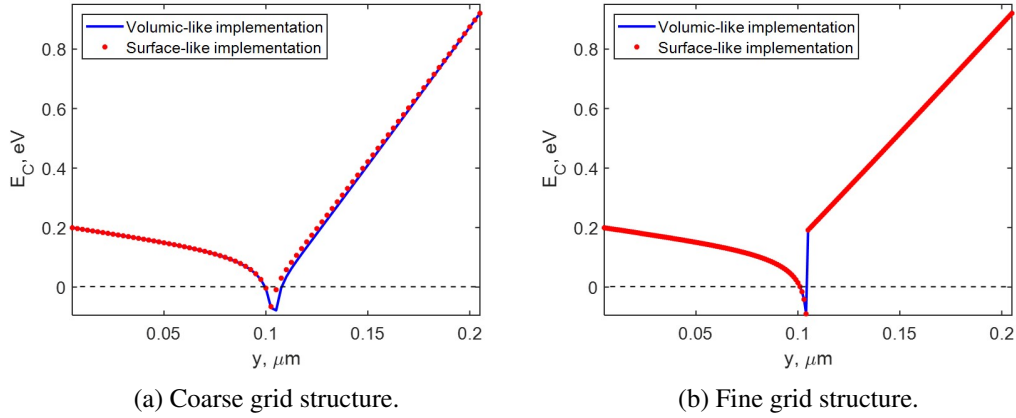 Volumic-like implementation
Surface-like implementation
0.8
0.6
0.4
0.2
0
E_C, eV
0.05
0.1
0.15
0.2
y, μm
(a) Coarse grid structure.
Volumic-like implementation
Surface-like implementation
0.8
0.6
0.4
0.2
0
E_C, eV
0.05
0.1
0.15
0.2
y, μm
(b) Fine grid structure.